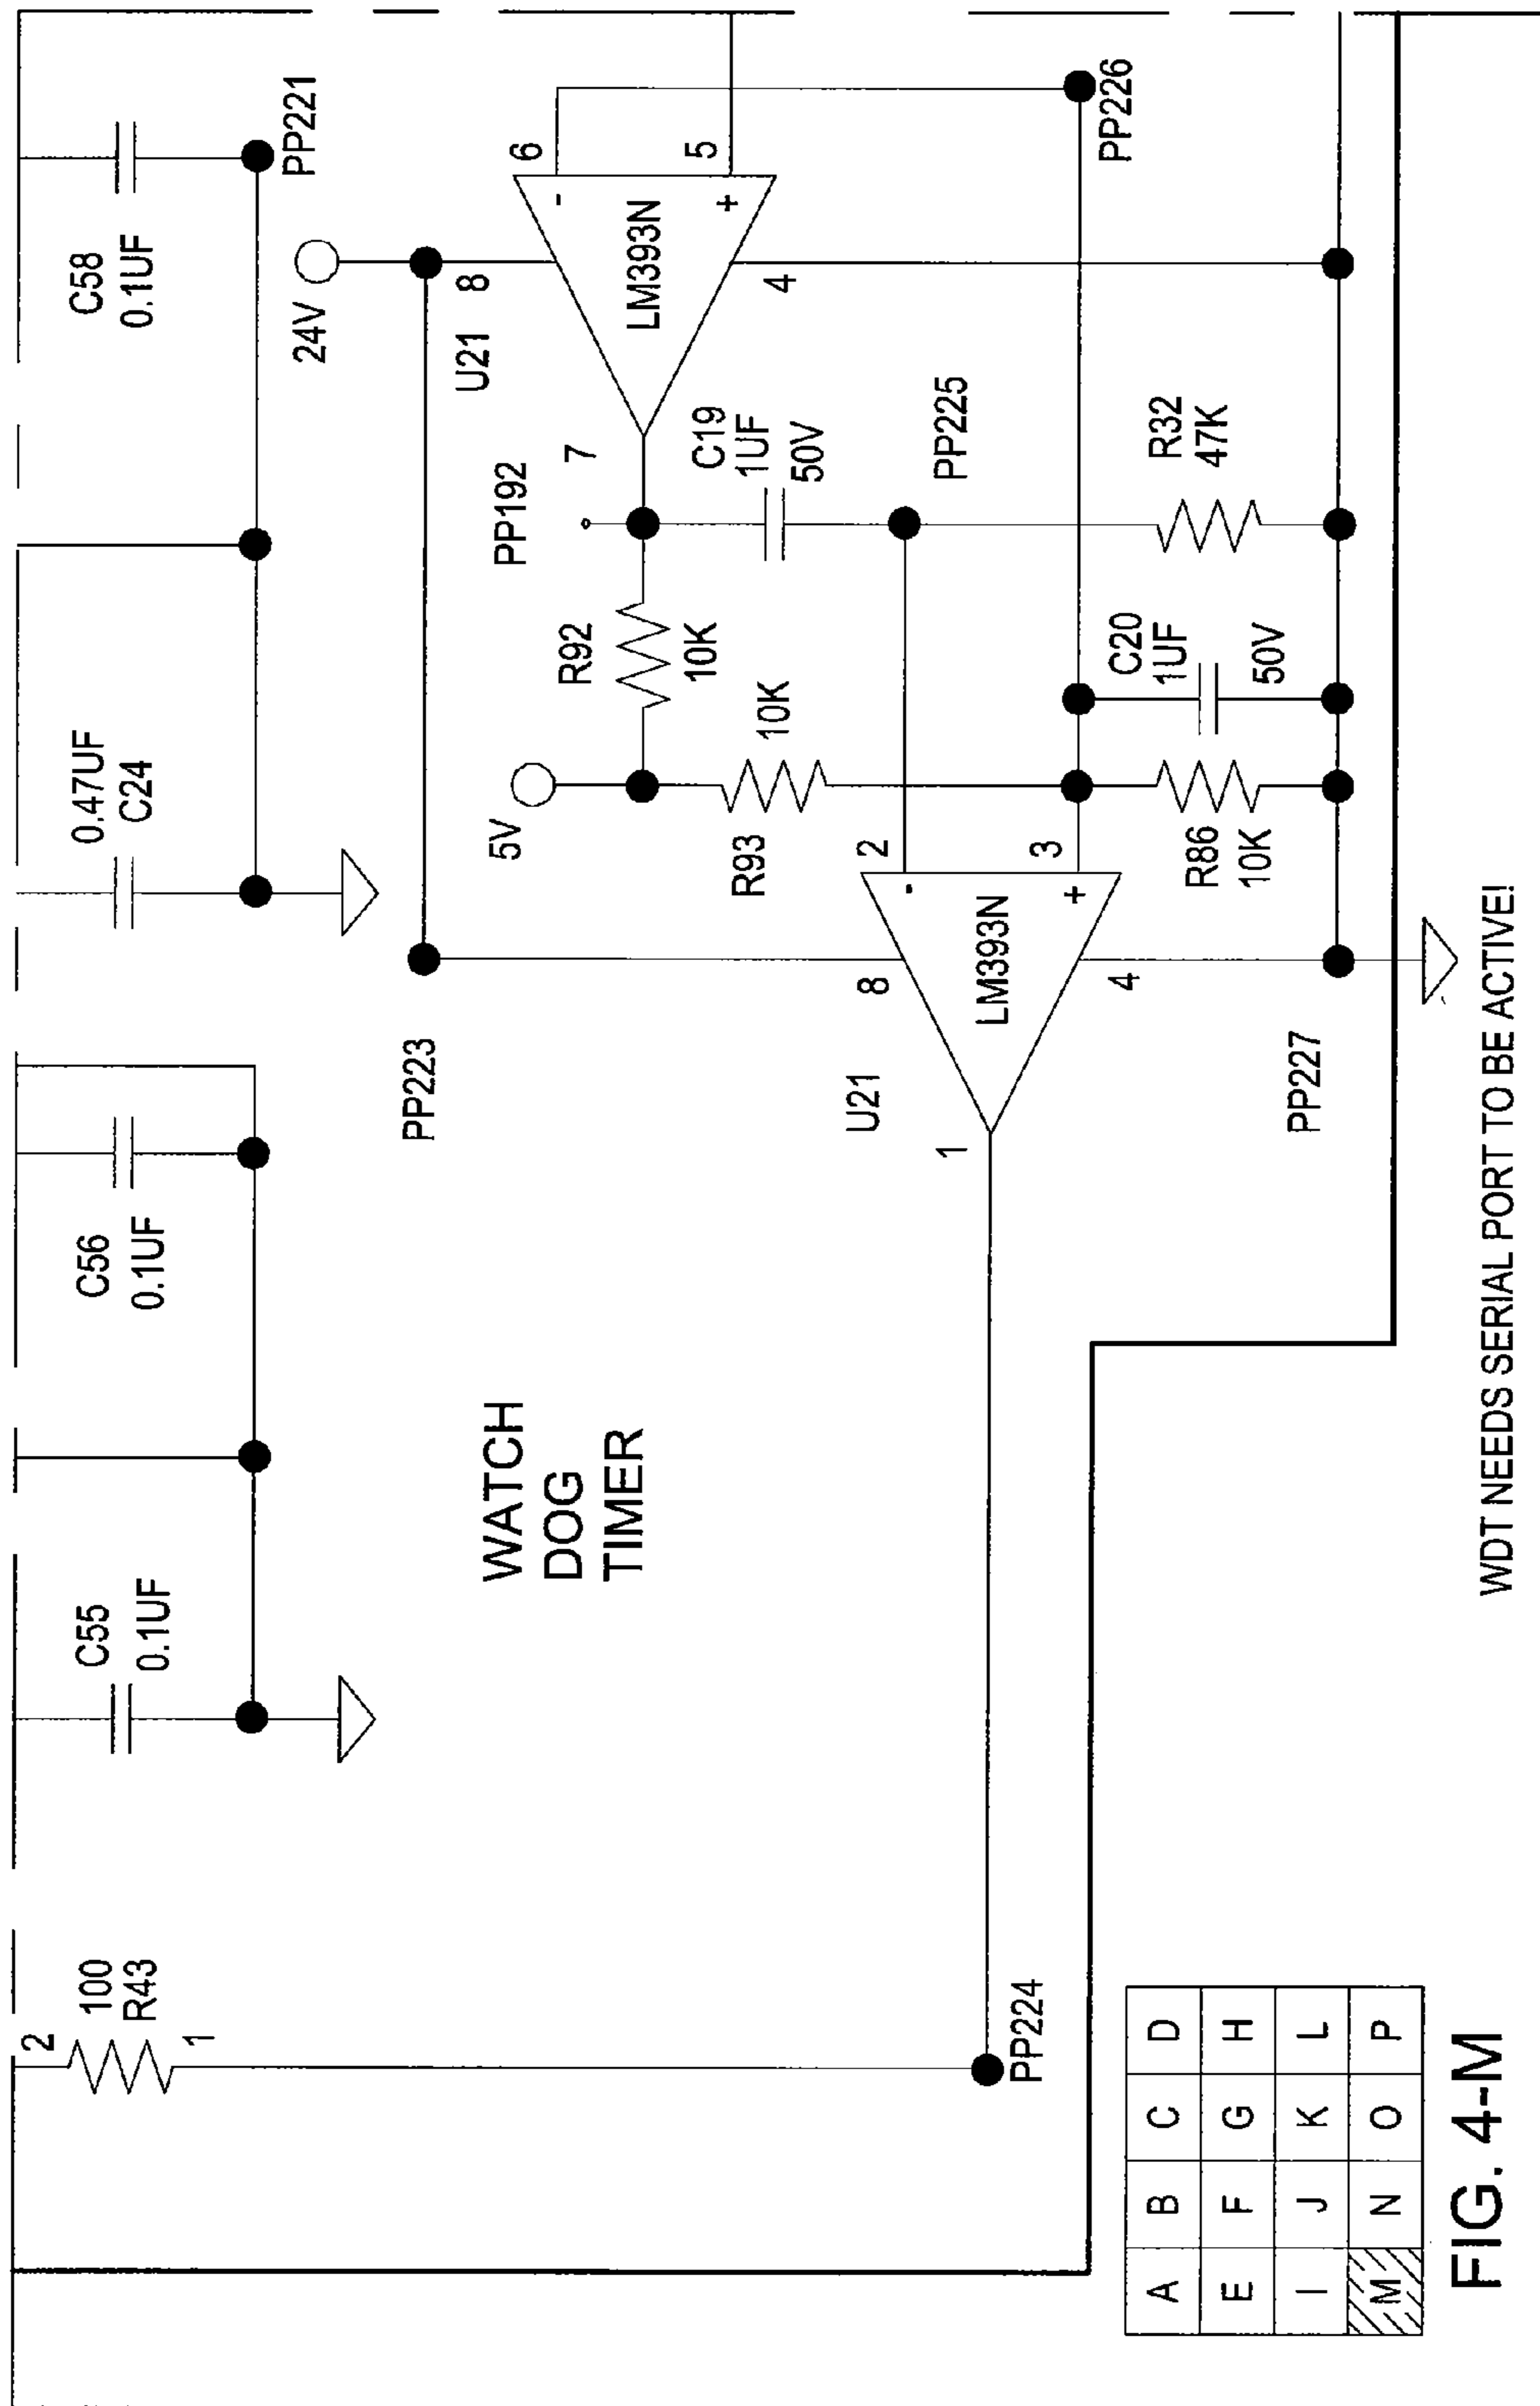 2
100
R43
1
C55
0.1UF
C56
0.1UF
0.47UF
C24
C58
0.1UF
PP221
WATCH
DOG
TIMER
PP223
24V
8
U21
6
-
LM393N
+
5
4
7
PP192
C19
1UF
50V
R92
10K
5V
R93
10K
PP225
PP226
R32
47K
C20
1UF
50V
R86
10K
2
-
3
+
LM393N
8
4
U21
1
PP227
PP224
A B C D
E F G H
I J K L
M N O P
WDT NEEDS SERIAL PORT TO BE ACTIVE!
FIG. 4-M